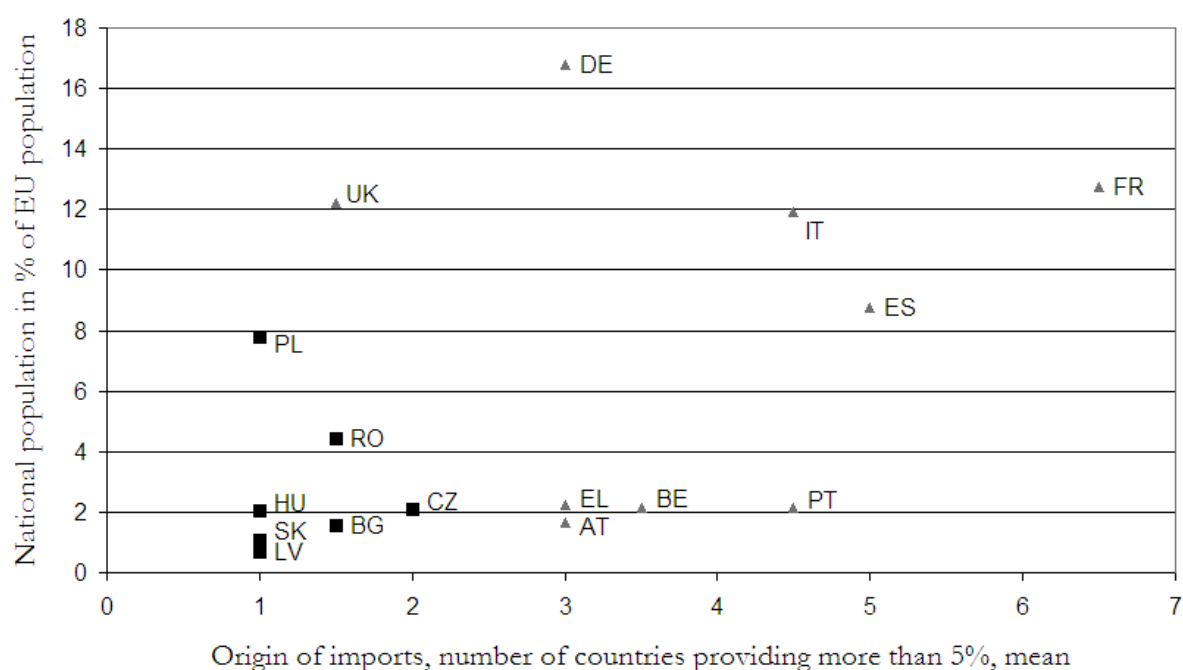 National population in % of EU population
18
16
14
12
10
8
6
4
2
0
DE
FR
UK
IT
ES
PL
RO
HU
CZ
EL
BE
PT
SK
BG
AT
LV
0 1 2 3 4 5 6 7
Origin of imports, number of countries providing more than 5%, mean